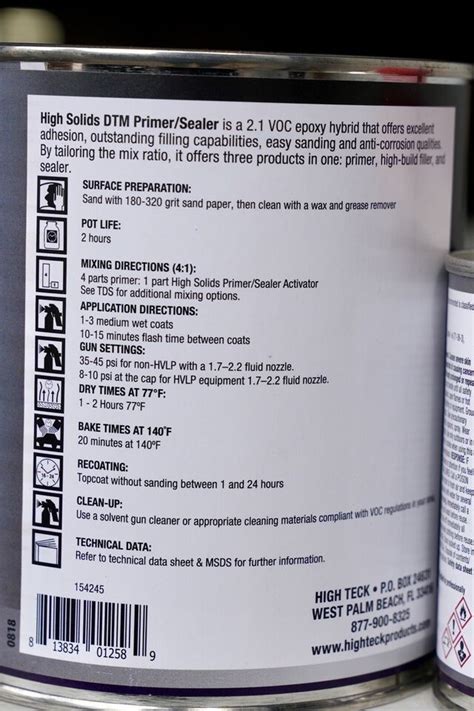 High Solids DTM Primer/Sealer is a 2.1 VOC epoxy hybrid that offers excellent
adhesion, outstanding filling capabilities, easy sanding and anti-corrosion qualities.
By tailoring the mix ratio, it offers three products in one: primer, high-build filler, and
sealer.
SURFACE PREPARATION:
Sand with 180-320 grit sand paper, then clean with a wax and grease remover
POT LIFE:
2 hours
MIXING DIRECTIONS (4:1):
4 parts primer: 1 part High Solids Primer/Sealer Activator
See TDS for additional mixing options.
APPLICATION DIRECTIONS:
1-3 medium wet coats
10-15 minutes flash time between coats
GUN SETTINGS:
35-45 psi for non-HVLP with a 1.7–2.2 fluid nozzle.
8-10 psi at the cap for HVLP equipment 1.7-2.2 fluid nozzle.
DRY TIMES AT 77°F:
1 - 2 Hours 77°F
BAKE TIMES AT 140°F
20 minutes at 140°F
RECOATING:
Topcoat without sanding between 1 and 24 hours
CLEAN-UP:
Use a solvent gun cleaner or appropriate cleaning materials compliant with VOC regulations in your
TECHNICAL DATA:
Refer to technical data sheet & MSDS for further information.
154245
HIGH TECK • P.O. BOX
WEST PALM BEACH, FL 33416
877-900-8325
www.highteckproducts.com
0818
8 13834 01258 9